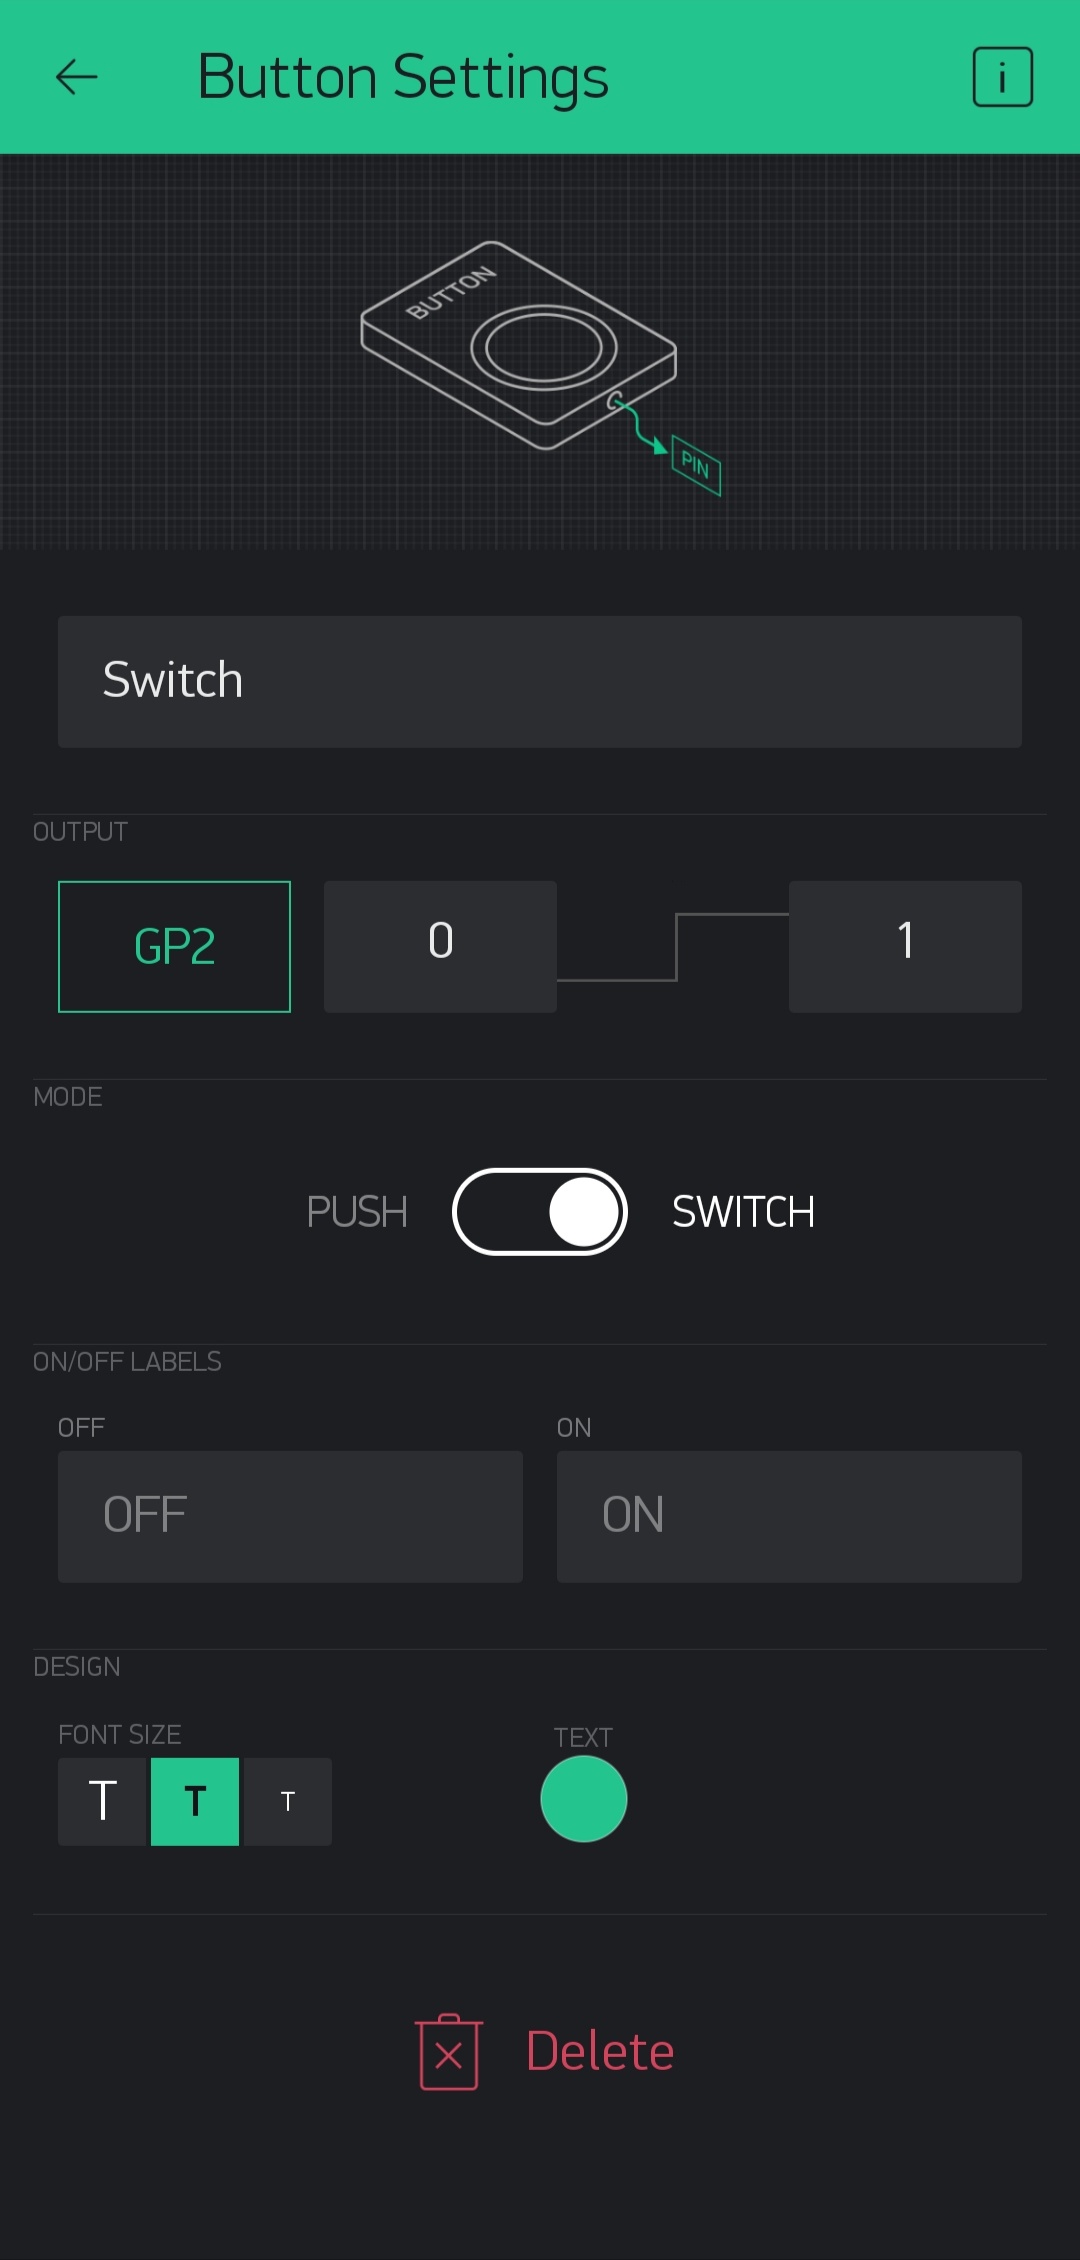 Button Settings
i
BUTTON
PIN
Switch
OUTPUT
GP2 0 1
MODE
PUSH SWITCH
ON/OFF LABELS
OFF ON
OFF ON
DESIGN
FONT SIZE TEXT
T T T
Delete